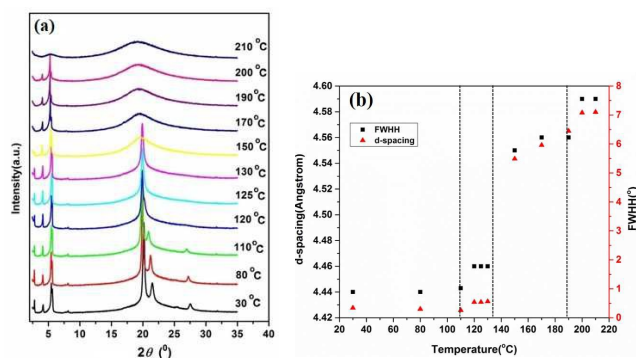 (a)
Intensity(a.u.)
210 °C
200 °C
190 °C
170 °C
150 °C
130 °C
125°C
120 °C
110°C
80 °C
30 °C
5 10 15 20 25 30 35
2θ (⁰)
(b)
d-spacing(Angstrom)
4.60
4.58
4.56
4.54
4.52
4.50
4.48
4.46
4.44
4.42
FWHH
d-spacing
8
7
6
5
4
3
2
1
0
FWHH(°)
20 40 60 80 100 120 140 160 180 200 220
Temperature(°C)